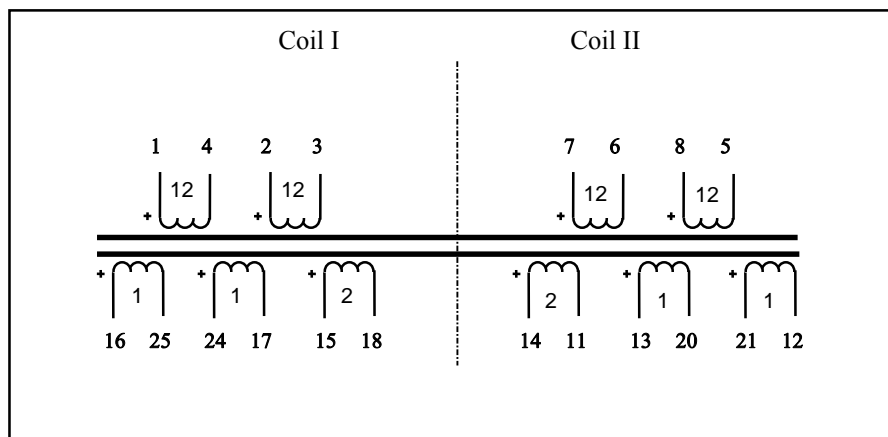 Coil I Coil II
1 4 2 3 7 6 8 5
12 12 12 12
+ + + +
+ + + + + +
1 1 2 2 1 1
16 25 24 17 15 18 14 11 13 20 21 12